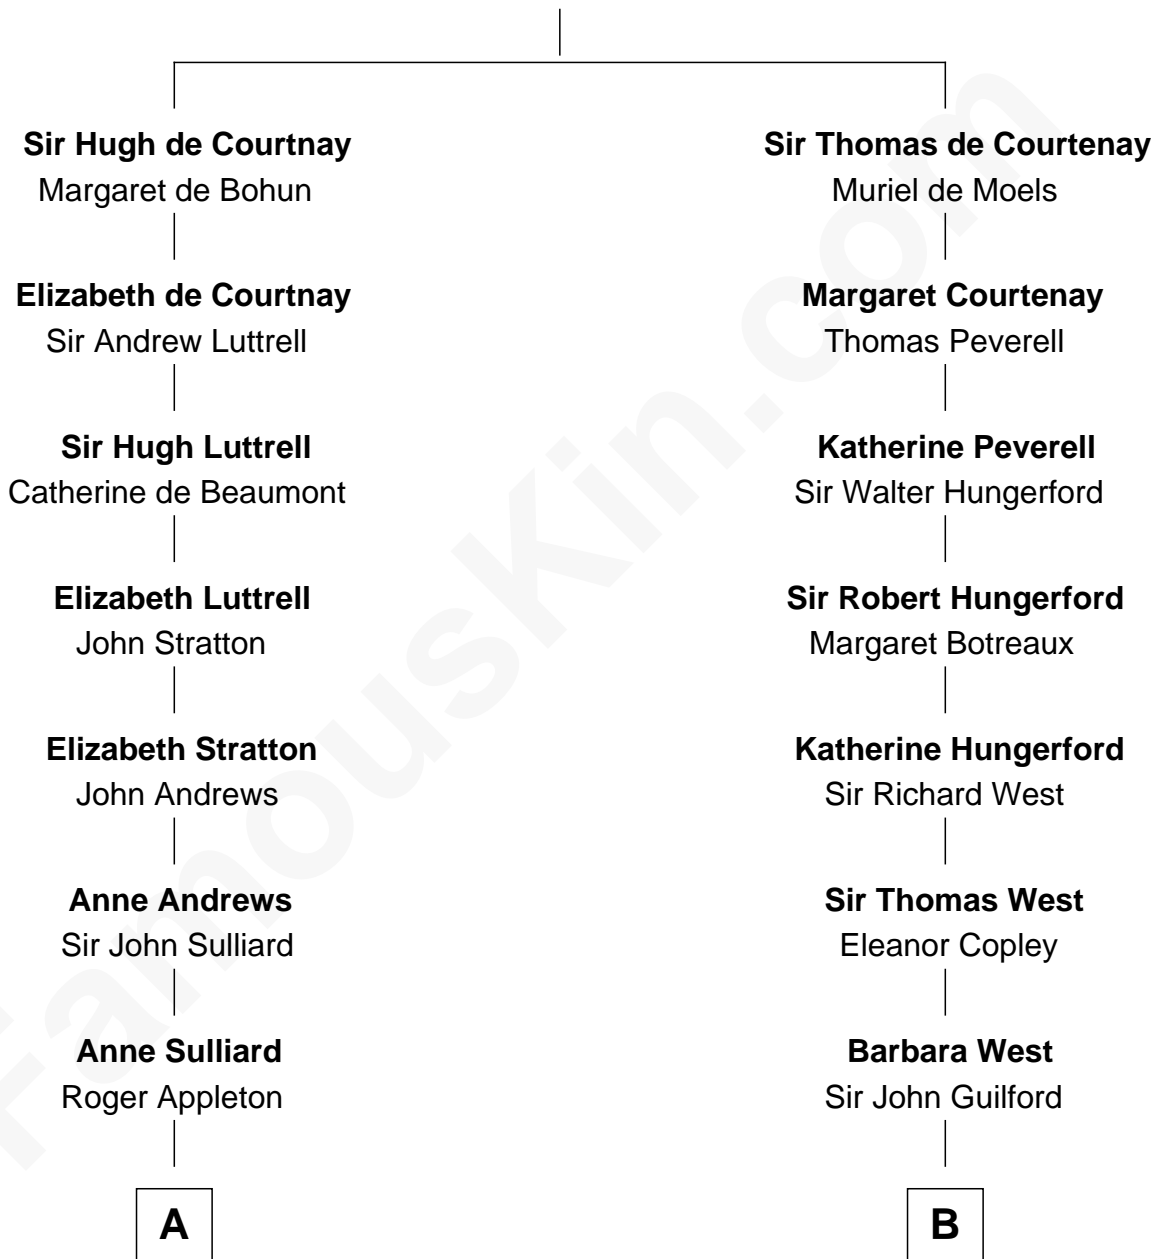 Sir Hugh de Courtnay
Margaret de Bohun
Elizabeth de Courtnay
Sir Andrew Luttrell
Sir Hugh Luttrell
Catherine de Beaumont
Elizabeth Luttrell
John Stratton
Elizabeth Stratton
John Andrews
Anne Andrews
Sir John Sulliard
Anne Sulliard
Roger Appleton
A
Sir Thomas de Courtenay
Muriel de Moels
Margaret Courtenay
Thomas Peverell
Katherine Peverell
Sir Walter Hungerford
Sir Robert Hungerford
Margaret Botreaux
Katherine Hungerford
Sir Richard West
Sir Thomas West
Eleanor Copley
Barbara West
Sir John Guilford
B
FamousKin.com